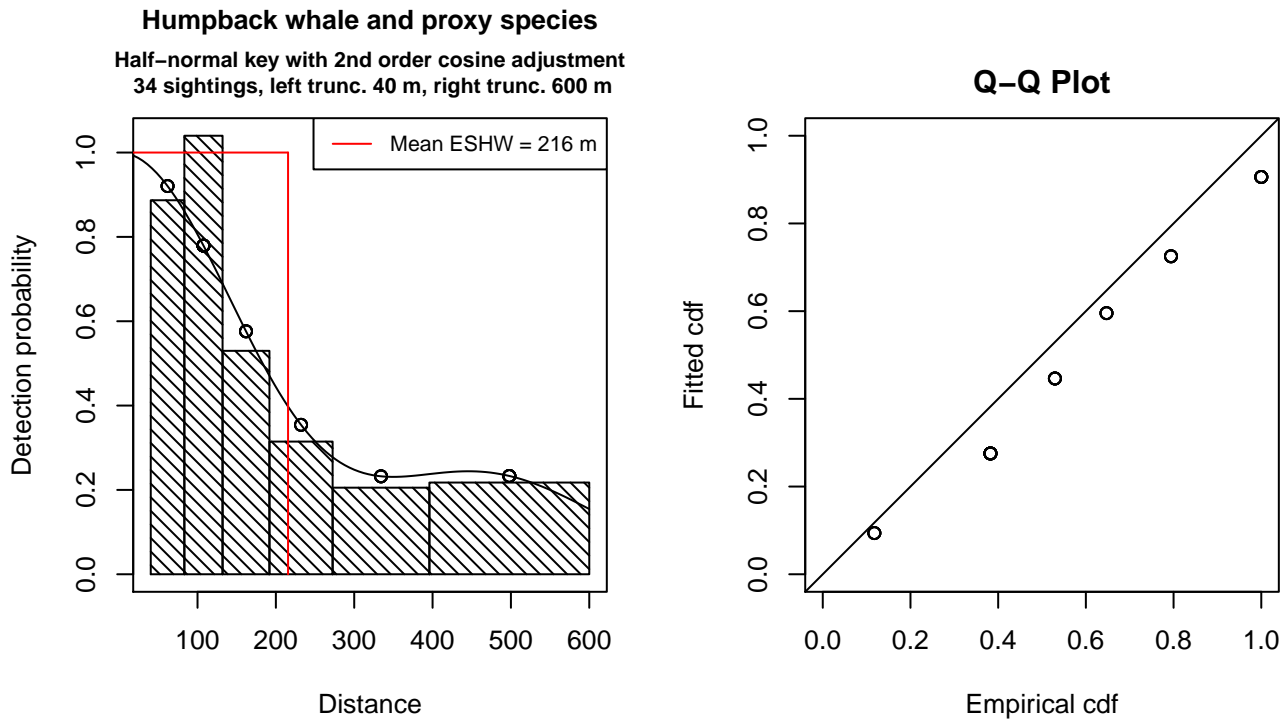 Humpback whale and proxy species
Half−normal key with 2nd order cosine adjustment
34 sightings, left trunc. 40 m, right trunc. 600 m
Mean ESHW = 216 m
Detection probability
0.0 0.2 0.4 0.6 0.8 1.0
100 200 300 400 500 600
Distance
Q−Q Plot
Fitted cdf
0.0 0.2 0.4 0.6 0.8 1.0
0.0 0.2 0.4 0.6 0.8 1.0
Empirical cdf